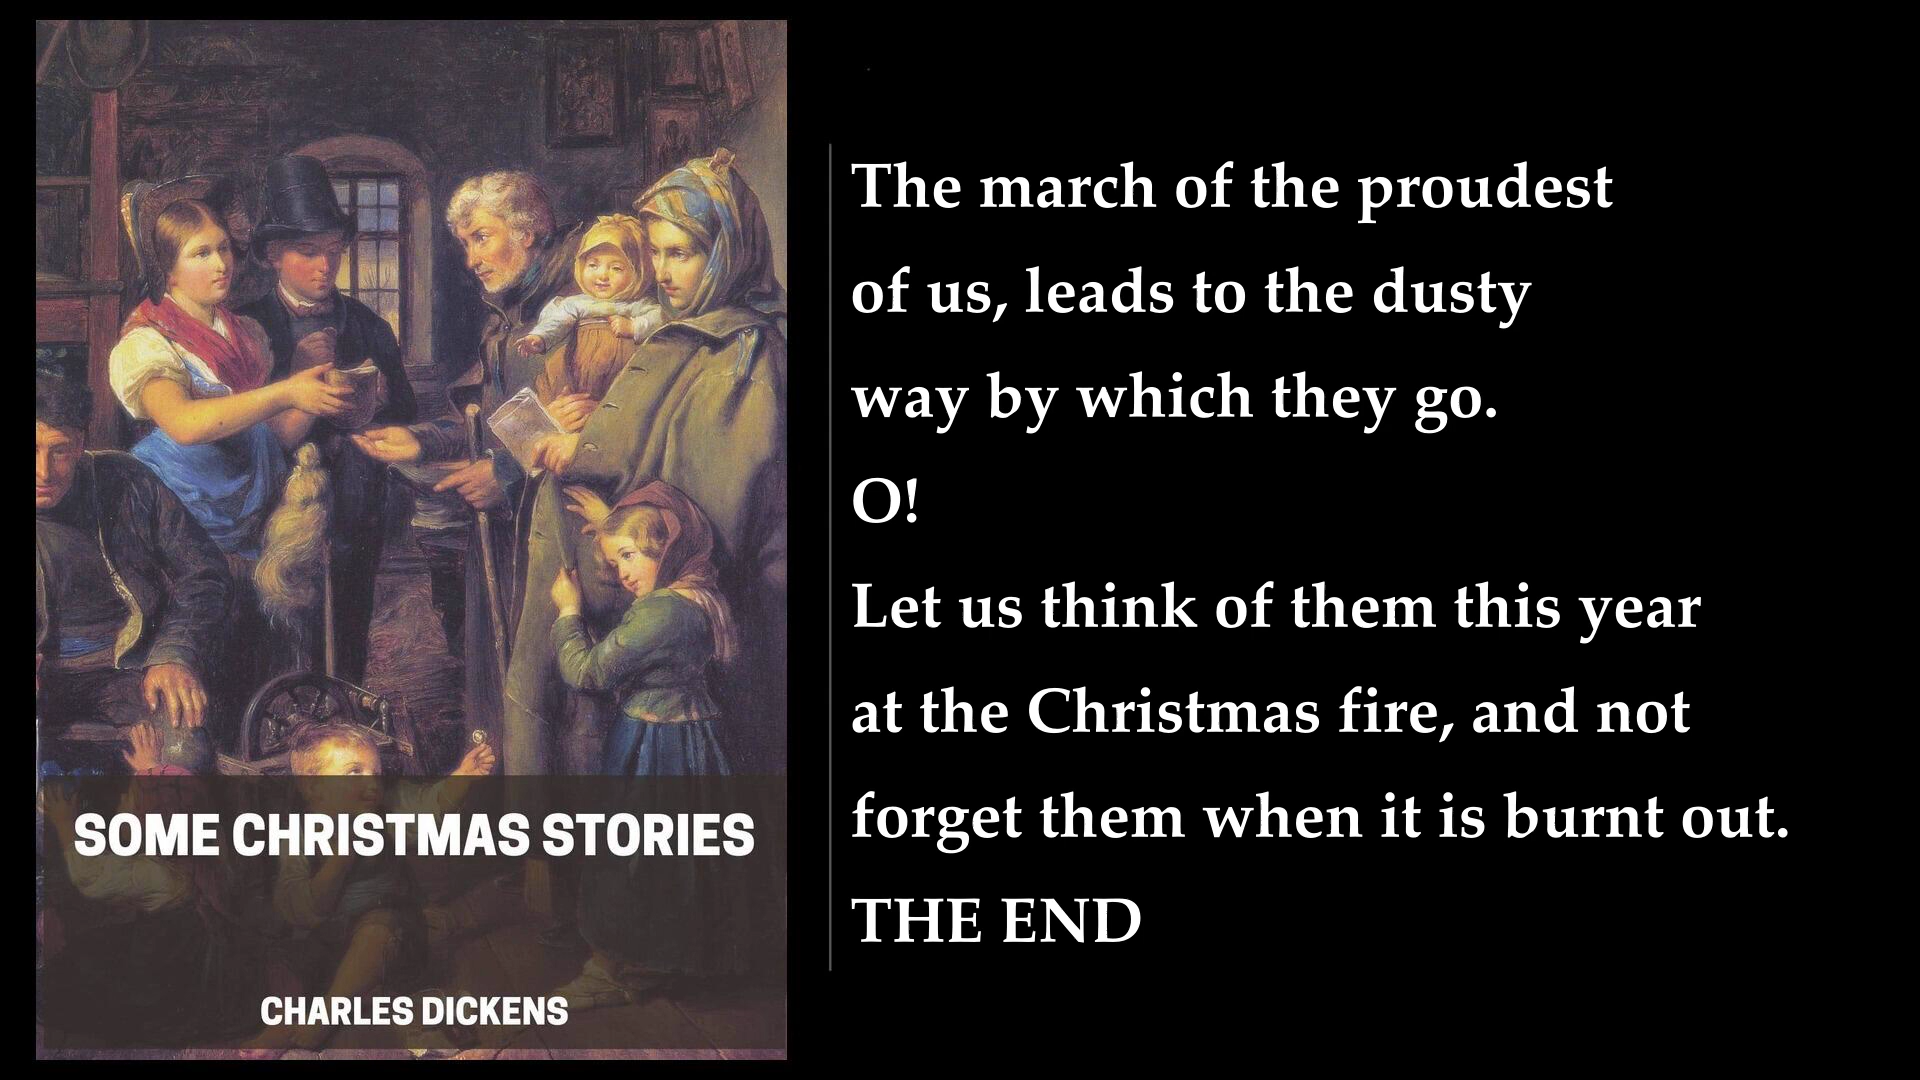 SOME CHRISTMAS STORIES
CHARLES DICKENS
The march of the proudest
of us, leads to the dusty
way by which they go.
O!
Let us think of them this year
at the Christmas fire, and not
forget them when it is burnt out.
THE END